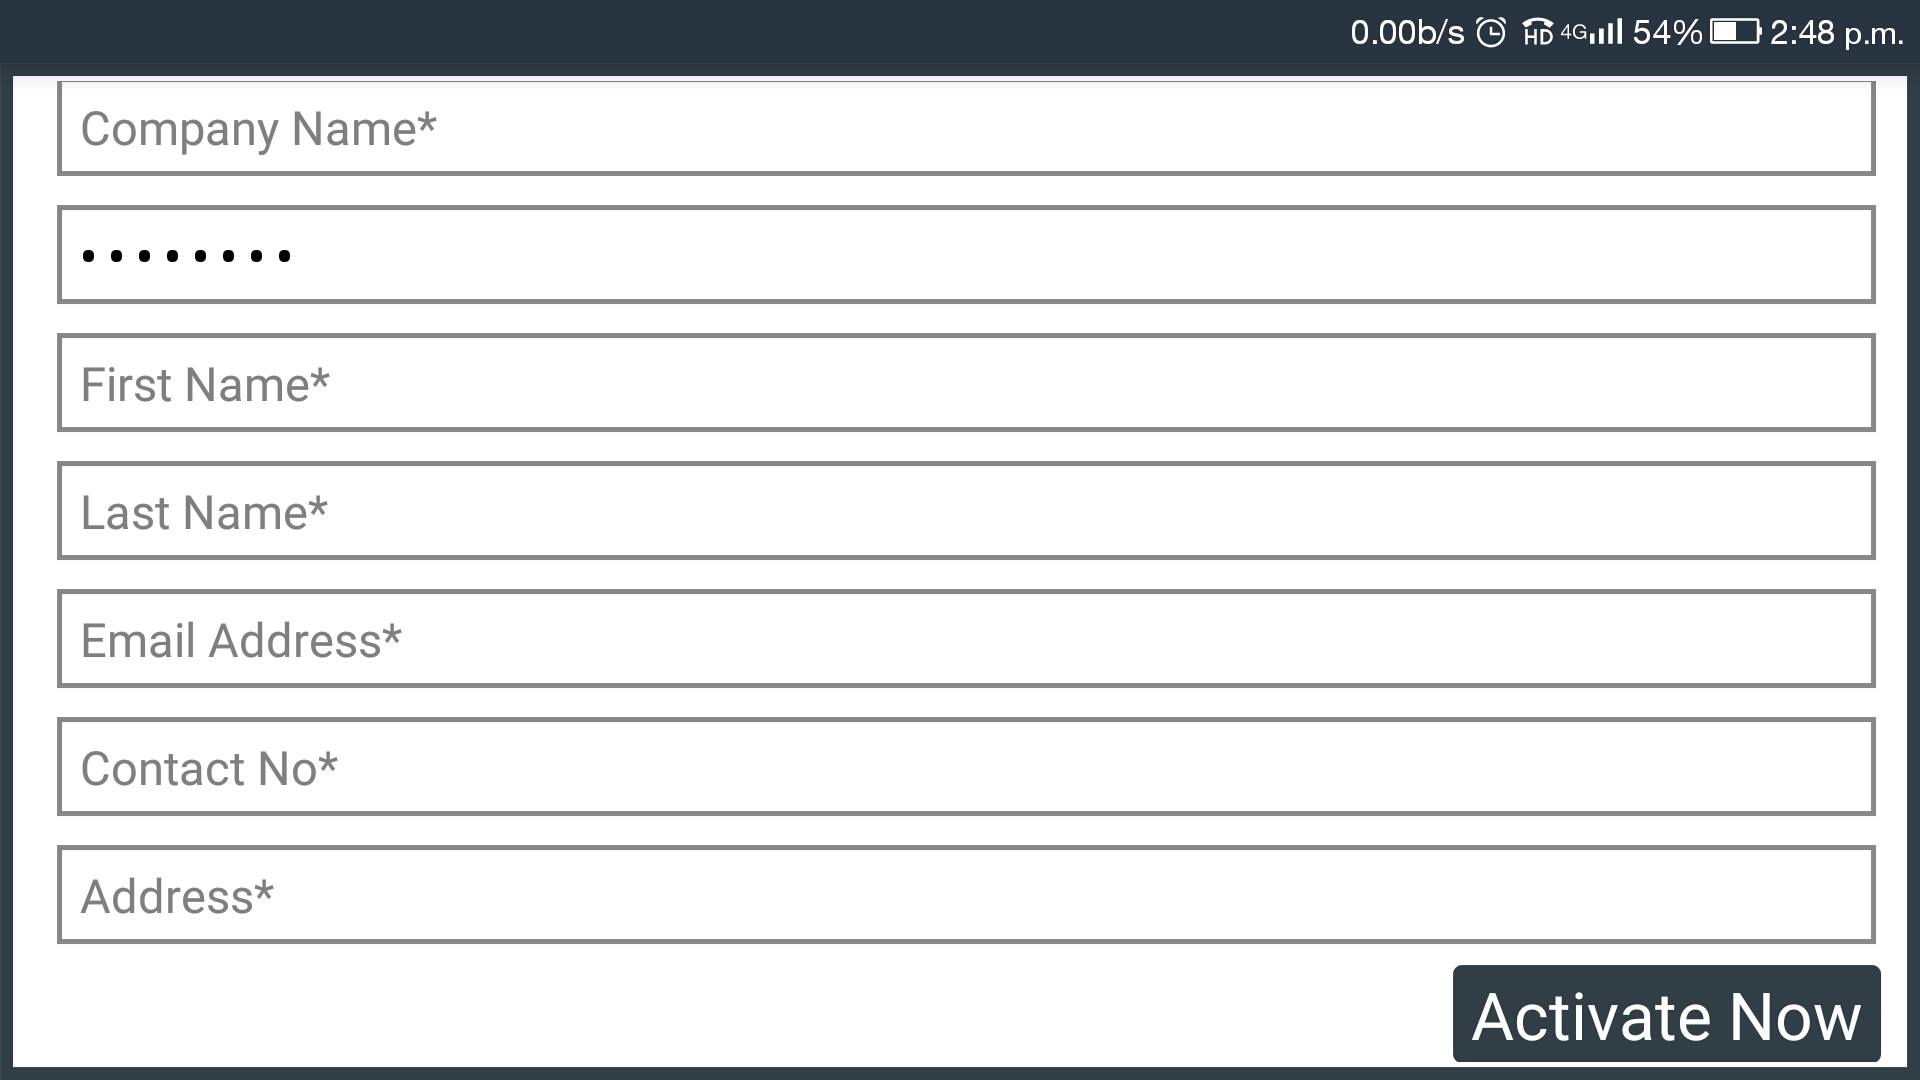 0.00b/s HD 4G 54% 2:48 p.m.
Company Name*
••••••••
First Name*
Last Name*
Email Address*
Contact No*
Address*
Activate Now